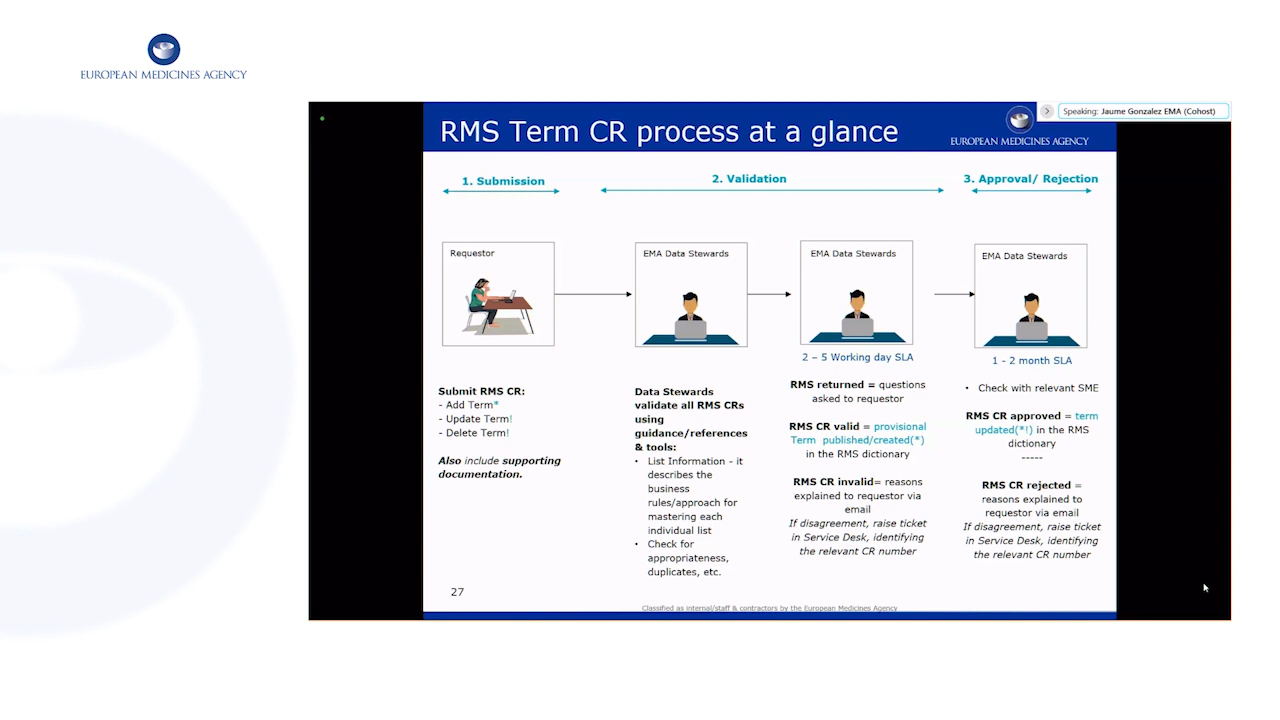 EUROPEAN MEDICINES AGENCY
Speaking: Jaume Gonzalez EMA (Cohost)
RMS Term CR process at a glance
EUROPEAN MEDICINES AGENCY
1. Submission
2. Validation
3. Approval/ Rejection
Requestor
EMA Data Stewards
EMA Data Stewards
EMA Data Stewards
2 – 5 Working day SLA
1 - 2 month SLA
Submit RMS CR:
- Add Term*
- Update Term!
- Delete Term!
Also include supporting
documentation.
Data Stewards
validate all RMS CRs
using
guidance/references
& tools:
• List Information - it
describes the
business
rules/approach for
mastering each
individual list
• Check for
appropriateness,
duplicates, etc.
RMS returned = questions
asked to requestor
RMS CR valid = provisional
Term published/created(*)
in the RMS dictionary
RMS CR invalid= reasons
explained to requestor via
email
If disagreement, raise ticket
in Service Desk, identifying
the relevant CR number
• Check with relevant SME
RMS CR approved = term
updated(*!) in the RMS
dictionary
-----
RMS CR rejected =
reasons explained to
requestor via email
If disagreement, raise ticket
in Service Desk, identifying
the relevant CR number
27
Classified as internal/staff & contractors by the European Medicines Agency